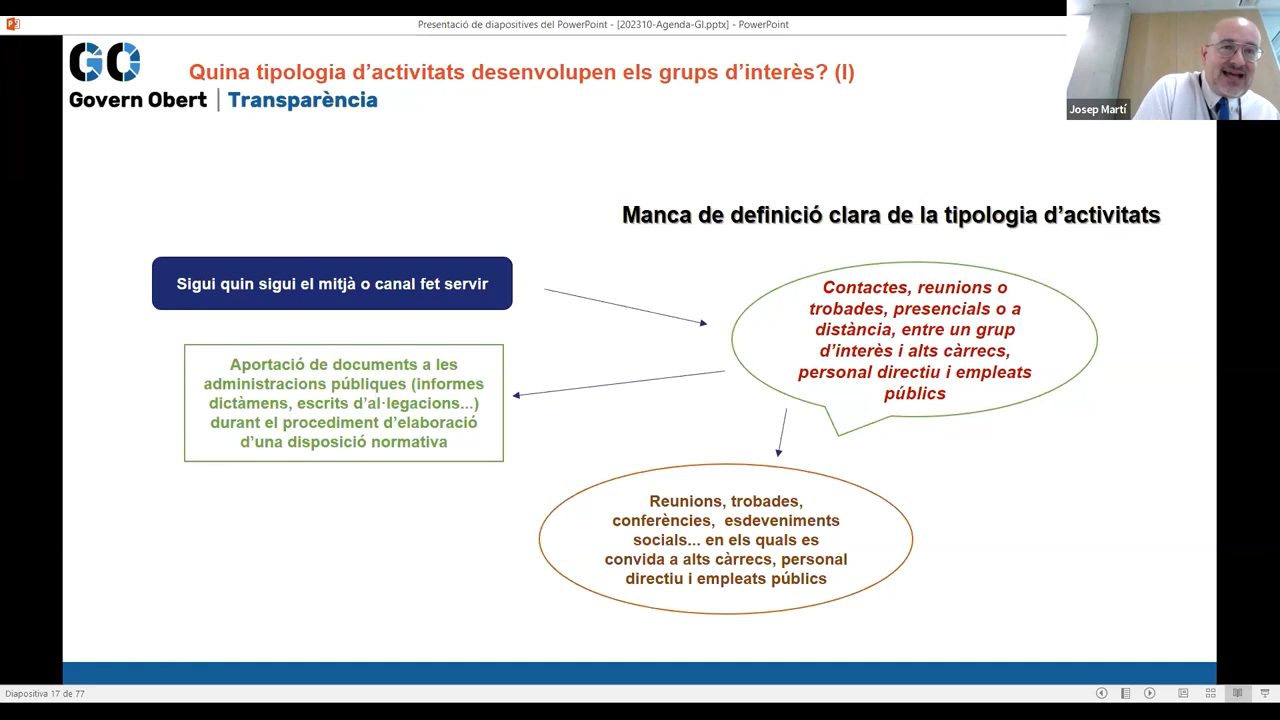 Presentació de diapositives del PowerPoint - [202310-Agenda-GI.pptx] - PowerPoint
GO
Govern Obert | Transparència
Quina tipologia d’activitats desenvolupen els grups d’interès? (I)
Josep Martí
Manca de definició clara de la tipologia d’activitats
Sigui quin sigui el mitjà o canal fet servir
Contactes, reunions o
trobades, presencials o a
distància, entre un grup
d’interès i alts càrrecs,
personal directiu i empleats
públics
Aportació de documents a les
administracions públiques (informes
dictàmens, escrits d’al·legacions...)
durant el procediment d’elaboració
d’una disposició normativa
Reunions, trobades,
conferències, esdeveniments
socials... en els quals es
convida a alts càrrecs, personal
directiu i empleats públics
Diapositiva 17 de 77